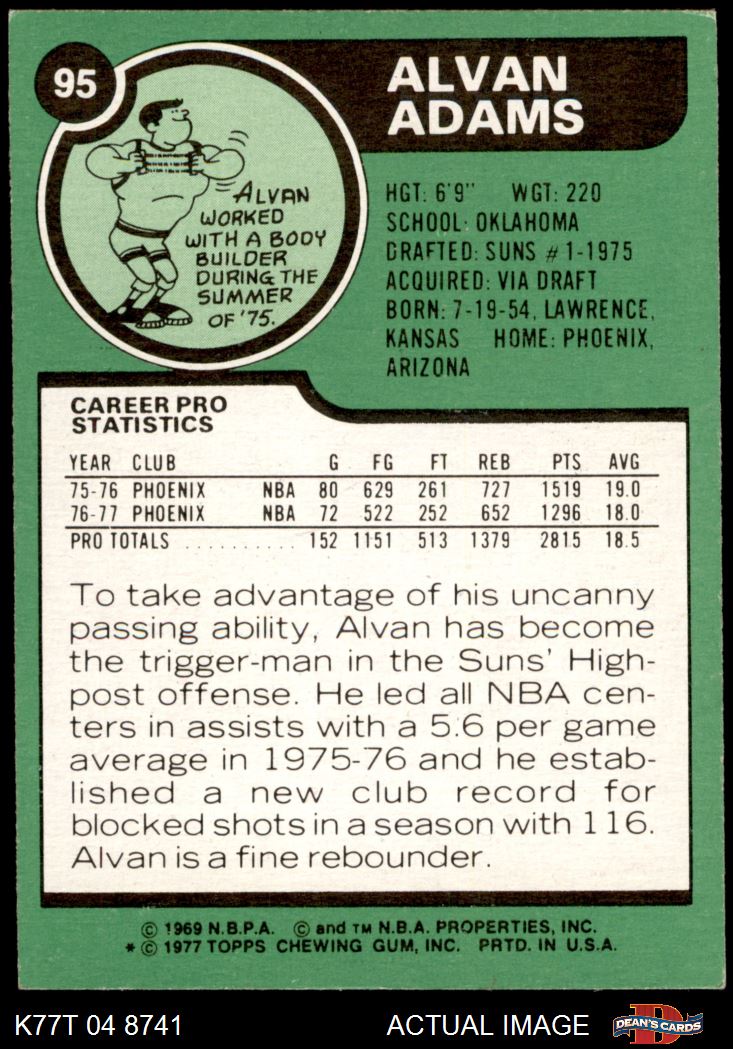 95
ALVAN
ADAMS
ALVAN
WORKED
WITH A BODY
BUILDER
DURING THE
SUMMER
OF '75.
HGT: 6'9" WGT: 220
SCHOOL: OKLAHOMA
DRAFTED: SUNS #1-1975
ACQUIRED: VIA DRAFT
BORN: 7-19-54, LAWRENCE,
KANSAS HOME: PHOENIX,
ARIZONA
CAREER PRO
STATISTICS
YEAR CLUB G FG FT REB PTS AVG
75-76 PHOENIX NBA 80 629 261 727 1519 19.0
76-77 PHOENIX NBA 72 522 252 652 1296 18.0
PRO TOTALS .......... 152 1151 513 1379 2815 18.5
To take advantage of his uncanny
passing ability, Alvan has become
the trigger-man in the Suns' High-
post offense. He led all NBA cen-
ters in assists with a 5.6 per game
average in 1975-76 and he estab-
lished a new club record for
blocked shots in a season with 116.
Alvan is a fine rebounder.
© 1969 N.B.P.A. © and TM N.B.A. PROPERTIES, INC.
* © 1977 TOPPS CHEWING GUM, INC. PRTD. IN U.S.A.
K77T 04 8741 ACTUAL IMAGE DEAN'S CARDS